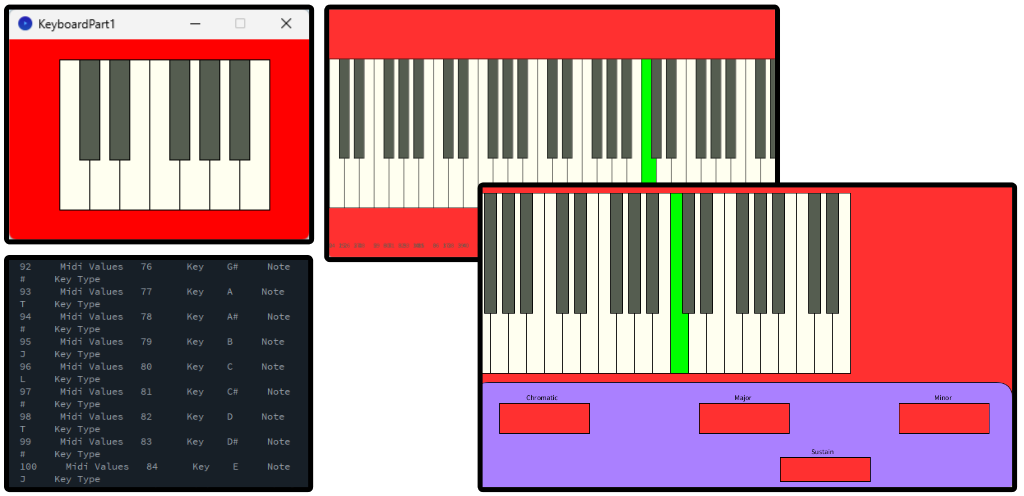 KeyboardPart1
92 Midi Values 76 Key G# Note
# Key Type
93 Midi Values 77 Key A Note
T Key Type
94 Midi Values 78 Key A# Note
# Key Type
95 Midi Values 79 Key B Note
J Key Type
96 Midi Values 80 Key C Note
L Key Type
97 Midi Values 81 Key C# Note
# Key Type
98 Midi Values 82 Key D Note
T Key Type
99 Midi Values 83 Key D# Note
# Key Type
100 Midi Values 84 Key E Note
J Key Type
Chromatic
Major
Minor
Sustain